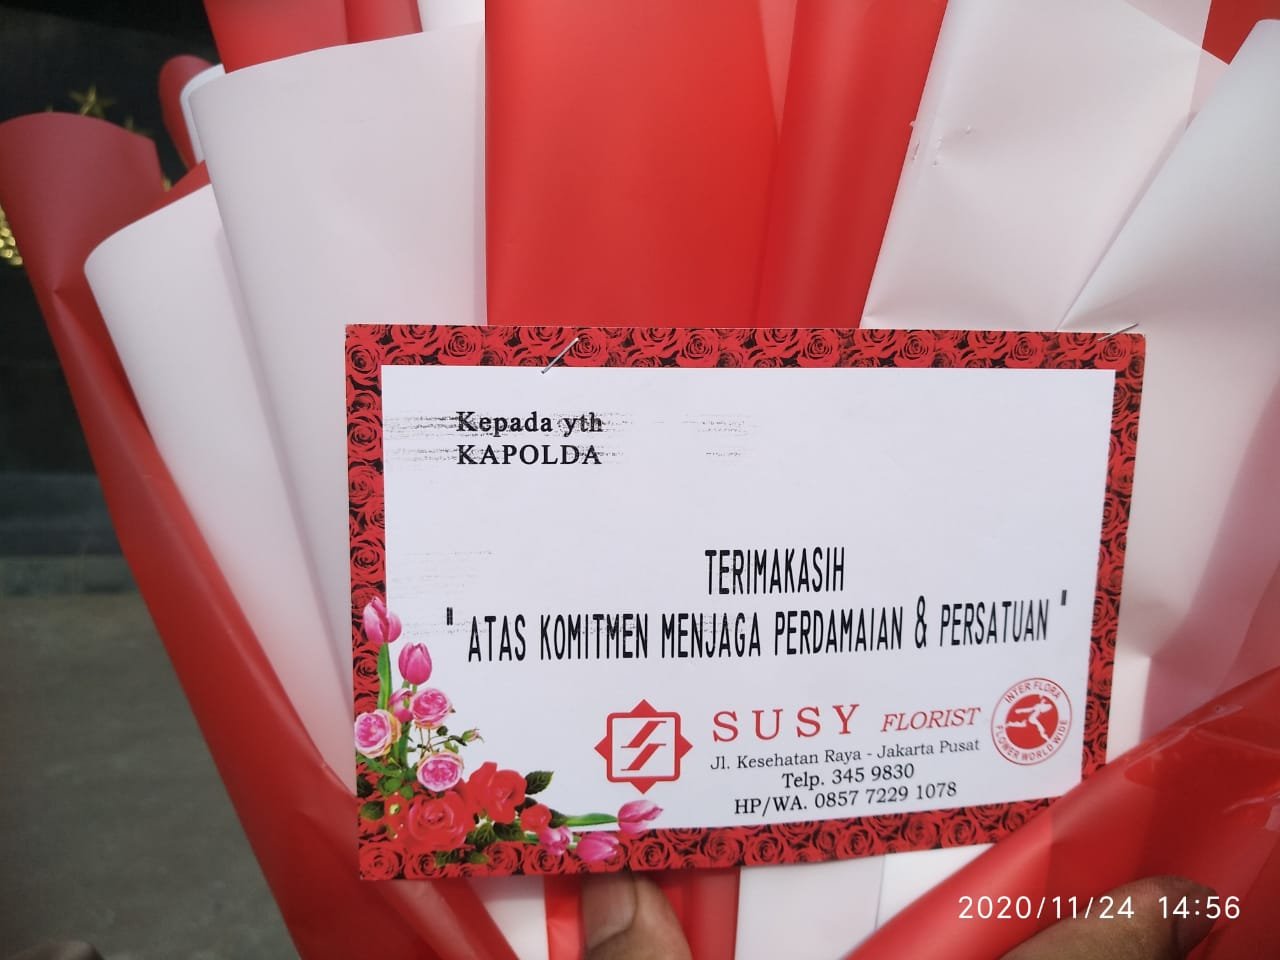 Kepada yth
KAPOLDA
TERIMAKASIH
" ATAS KOMITMEN MENJAGA PERDAMAIAN & PERSATUAN "
SUSY FLORIST
Jl. Kesehatan Raya - Jakarta Pusat
Telp. 345 9830
HP/WA. 0857 7229 1078
INTER FLORA
FLOWER WORLD WIDE
2020/11/24 14:56